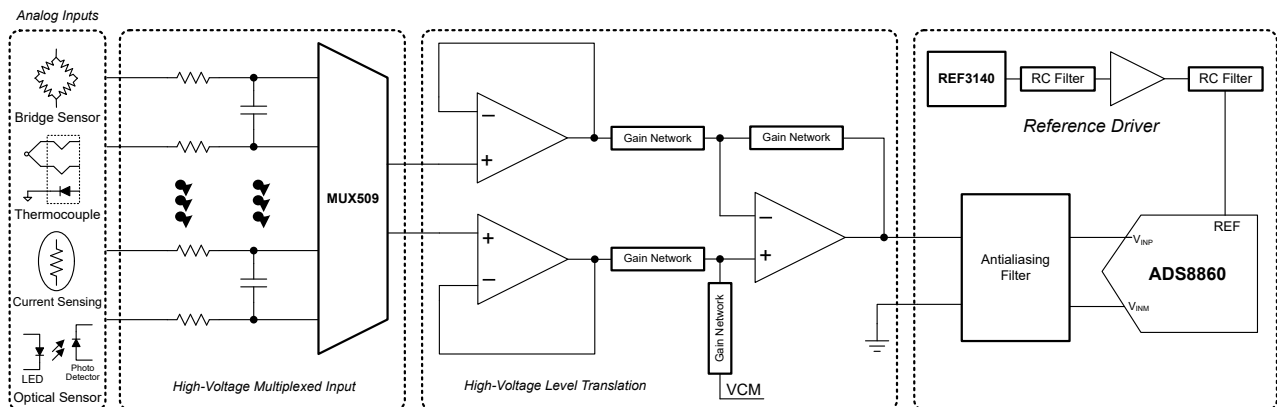 Analog Inputs
Bridge Sensor
Thermocouple
Current Sensing
LED
Photo
Detector
Optical Sensor
MUX509
High-Voltage Multiplexed Input
−
+
+
−
Gain Network
Gain Network
−
+
Gain Network
Gain Network
VCM
High-Voltage Level Translation
REF3140
RC Filter
RC Filter
Reference Driver
Antialiasing
Filter
REF
VINP
ADS8860
VINM